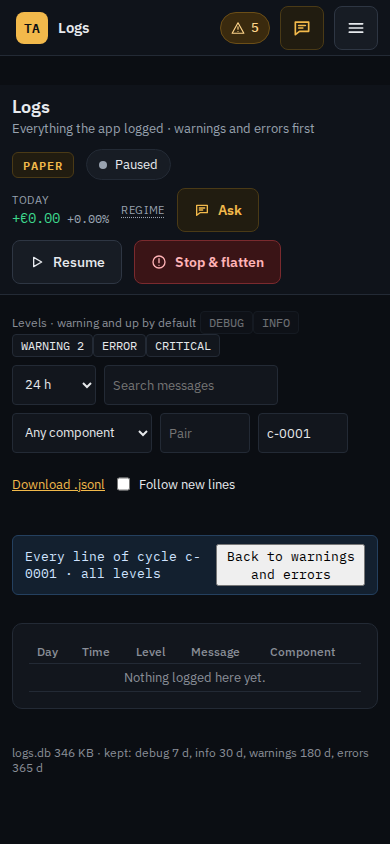 TA Logs 5
Logs
Everything the app logged · warnings and errors first
PAPER Paused
TODAY
+€0.00 +0.00% REGIME Ask
Resume Stop & flatten
Levels · warning and up by default DEBUG INFO
WARNING 2 ERROR CRITICAL
24 h Search messages
Any component Pair c-0001
Download .jsonl Follow new lines
Every line of cycle c-
0001 · all levels
Back to warnings
and errors
Day Time Level Message Component
Nothing logged here yet.
logs.db 346 KB · kept: debug 7 d, info 30 d, warnings 180 d, errors
365 d